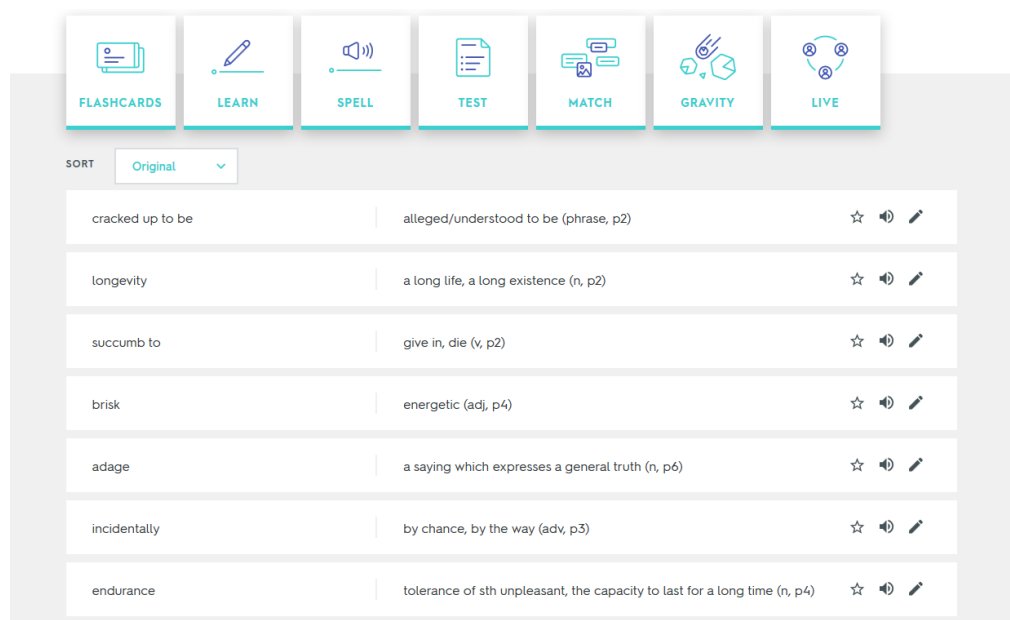 FLASHCARDS LEARN SPELL TEST MATCH GRAVITY LIVE
SORT Original
cracked up to be alleged/understood to be (phrase, p2)
longevity a long life, a long existence (n, p2)
succumb to give in, die (v, p2)
brisk energetic (adj, p4)
adage a saying which expresses a general truth (n, p6)
incidentally by chance, by the way (adv, p3)
endurance tolerance of sth unpleasant, the capacity to last for a long time (n, p4)